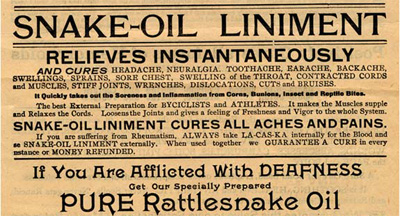 SNAKE-OIL LINIMENT
RELIEVES INSTANTANEOUSLY
AND CURES HEADACHE, NEURALGIA, TOOTHACHE, EARACHE, BACKACHE,
SWELLINGS, SPRAINS, SORE CHEST, SWELLING of the THROAT, CONTRACTED CORDS
and MUSCLES, STIFF JOINTS, WRENCHES, DISLOCATIONS, CUTS and BRUISES.
It Quickly takes out the Soreness and Inflammation from Corns, Bunions, Insect and Reptile Bites.
The best External Preparation for BYCICLISTS and ATHLETES. It makes the Muscles supple
and Relaxes the Cords. Loosens the Joints and gives a feeling of Freshness and Vigor to the whole System.
SNAKE-OIL LINIMENT CURES ALL ACHES AND PAINS.
If you are suffering from Rheumatism, ALWAYS take LA-CAS-KA internally for the Blood and
se SNAKE-OIL LINIMENT externally. When used together we GUARANTEE A CURE in every
nstance or MONEY REFUNDED.
If You Are Afflicted With DEAFNESS
Get Our Specially Prepared
PURE Rattlesnake Oil